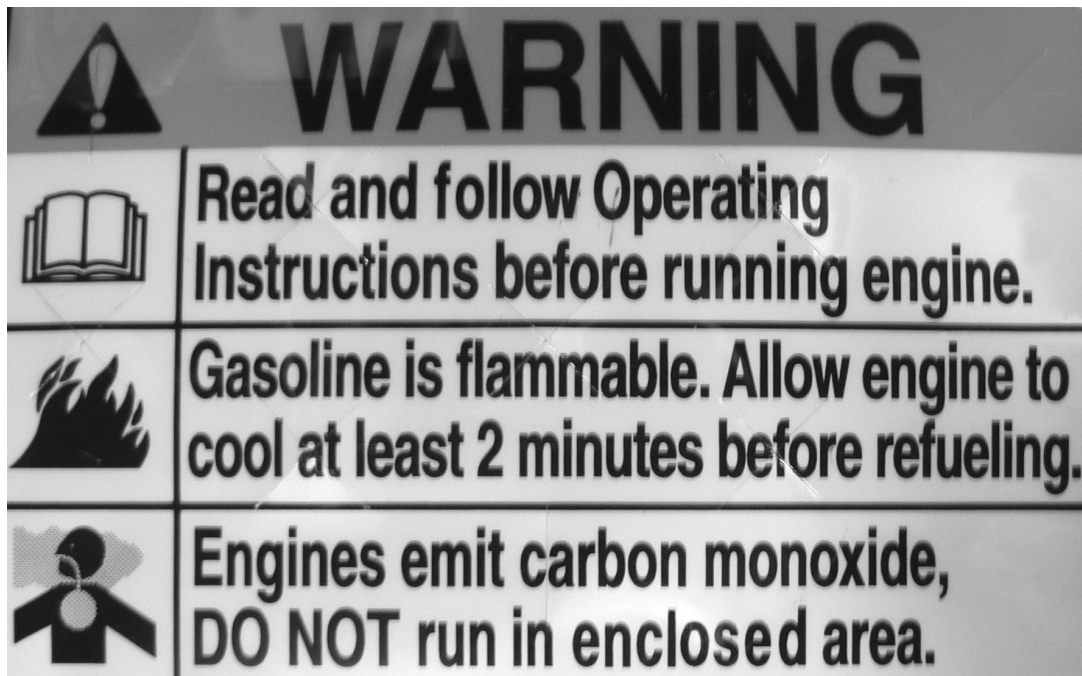 WARNING
Read and follow Operating
Instructions before running engine.
Gasoline is flammable. Allow engine to
cool at least 2 minutes before refueling.
Engines emit carbon monoxide,
DO NOT run in enclosed area.